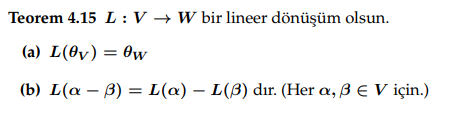 Teorem 4.15 L : V → W bir lineer dönüşüm olsun.
(a) L(θ_V) = θ_W
(b) L(α − β) = L(α) − L(β) dır. (Her α, β ∈ V için.)